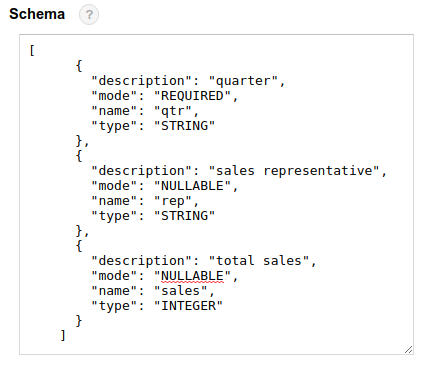 Schema ?
[
{
"description": "quarter",
"mode": "REQUIRED",
"name": "qtr",
"type": "STRING"
},
{
"description": "sales representative",
"mode": "NULLABLE",
"name": "rep",
"type": "STRING"
},
{
"description": "total sales",
"mode": "NULLABLE",
"name": "sales",
"type": "INTEGER"
}
]